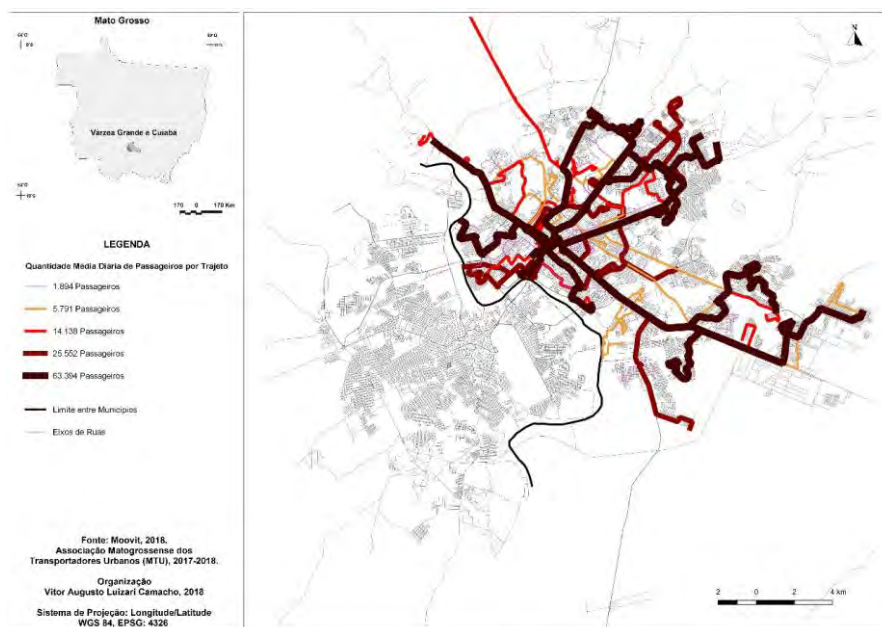 Mato Grosso
Várzea Grande e Cuiabá
170 0 170 Km
LEGENDA
Quantidade Média Diária de Passageiros por Trajeto
1.894 Passageiros
5.791 Passageiros
14.138 Passageiros
25.552 Passageiros
63.394 Passageiros
Limite entre Municípios
Eixos de Ruas
Fonte: Moovit, 2018.
Associação Matogrossense dos
Transportadores Urbanos (MTU), 2017-2018.
Organização
Vitor Augusto Luizari Camacho, 2018
Sistema de Projeção: Longitude/Latitude
WGS 84, EPSG: 4326
N
2 0 2 4 km